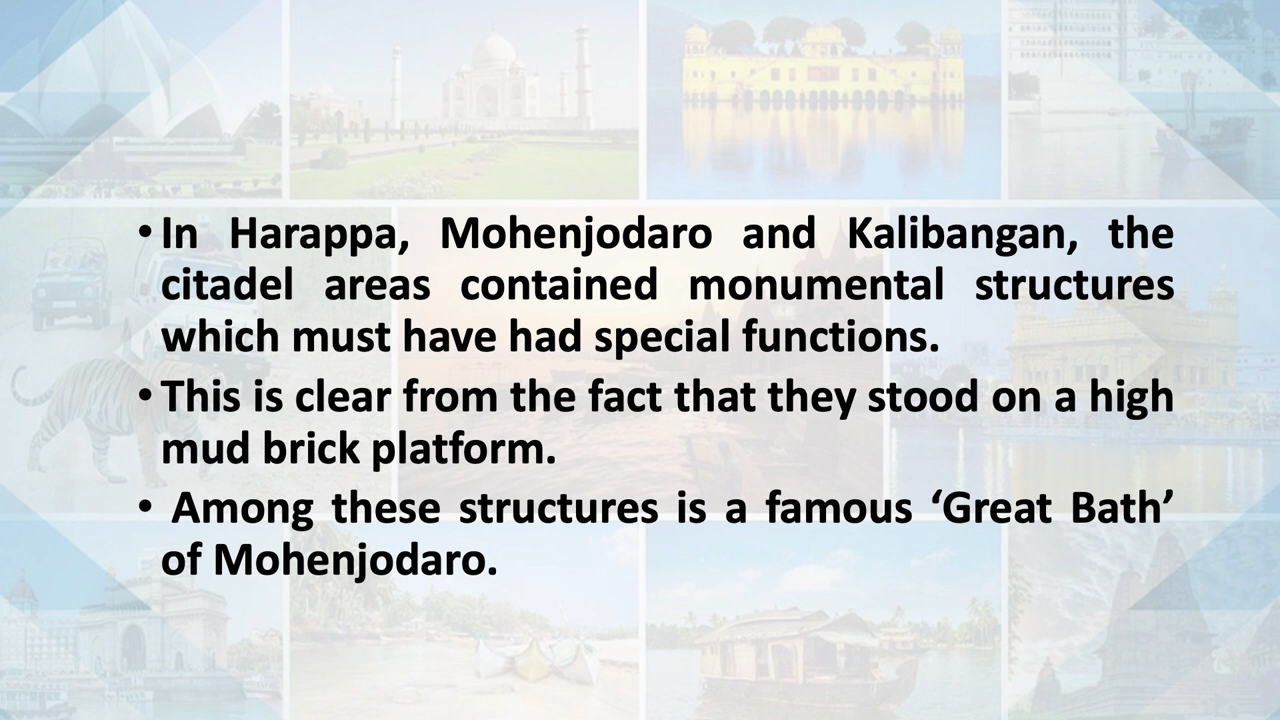 • In Harappa, Mohenjodaro and Kalibangan, the
citadel areas contained monumental structures
which must have had special functions.
• This is clear from the fact that they stood on a high
mud brick platform.
• Among these structures is a famous ‘Great Bath’
of Mohenjodaro.